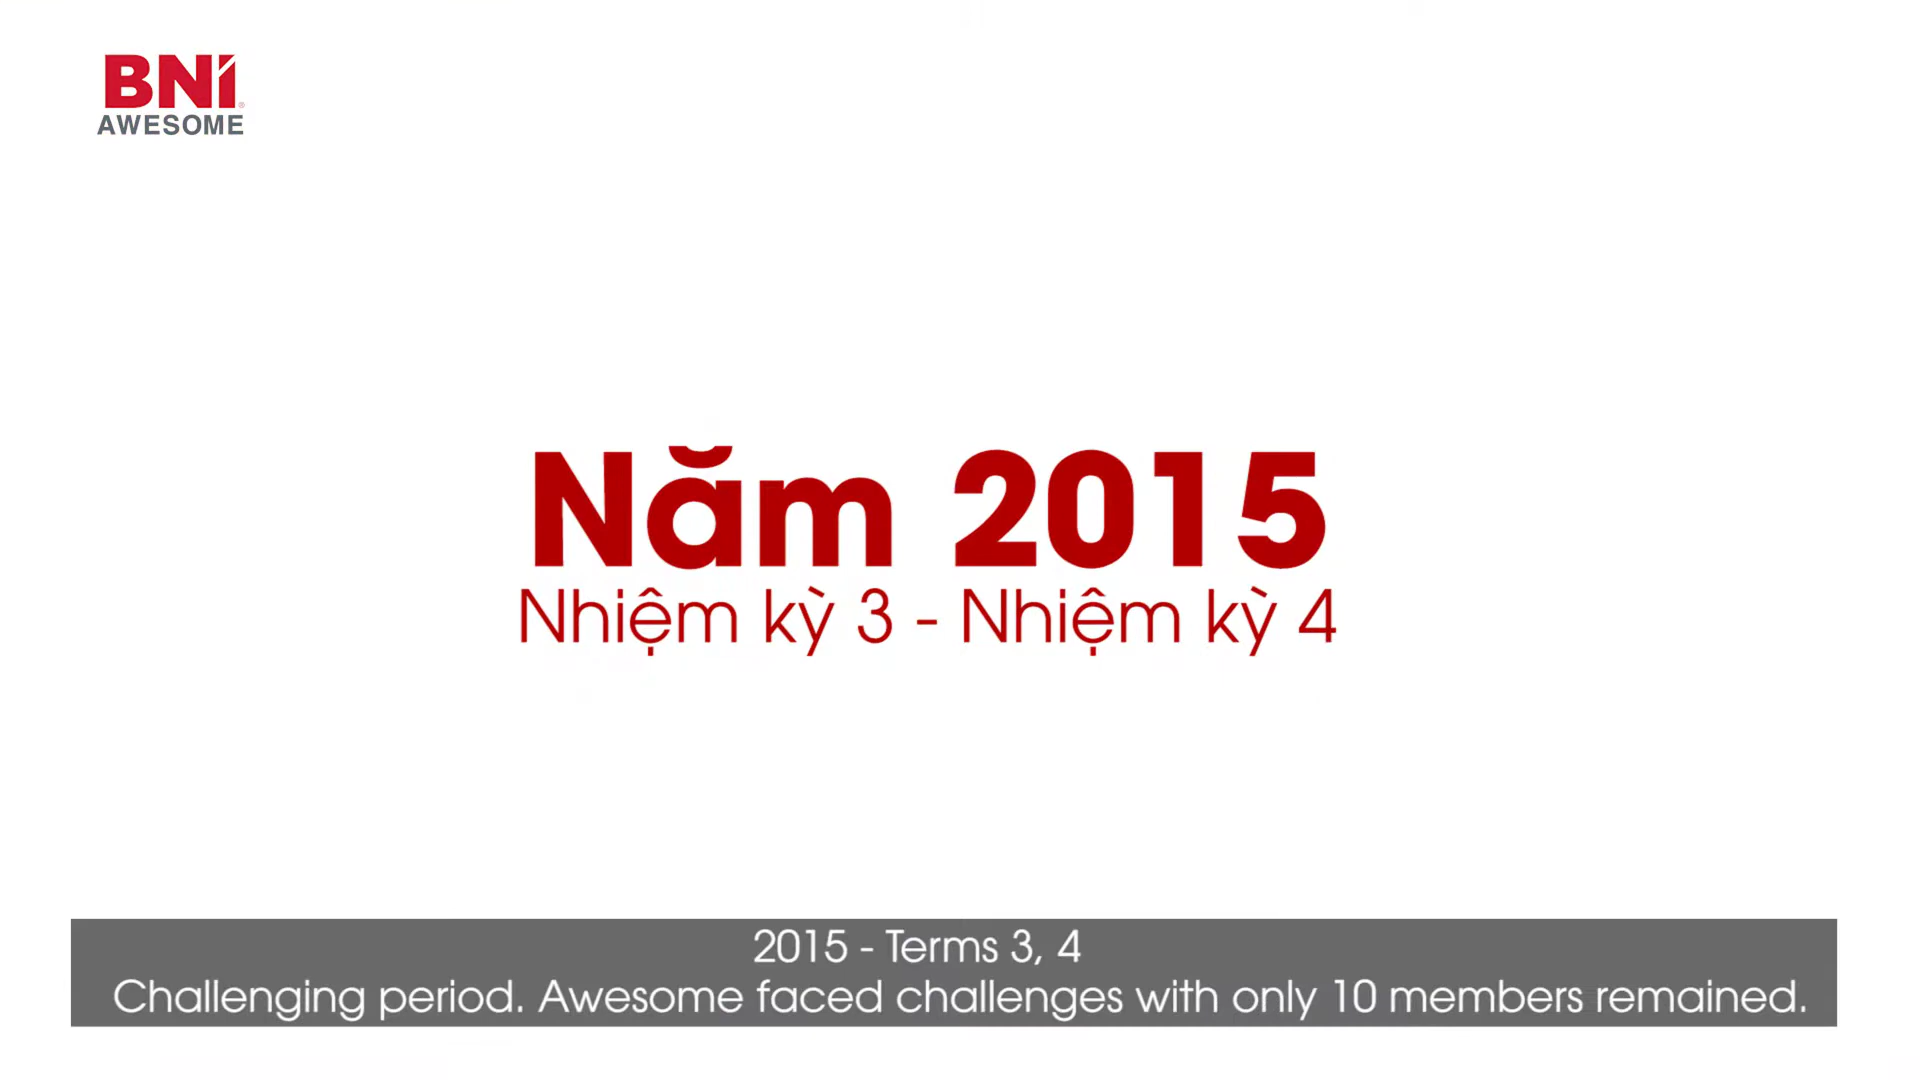 BNI®
AWESOME
Năm 2015
Nhiệm kỳ 3 - Nhiệm kỳ 4
2015 - Terms 3, 4
Challenging period. Awesome faced challenges with only 10 members remained.